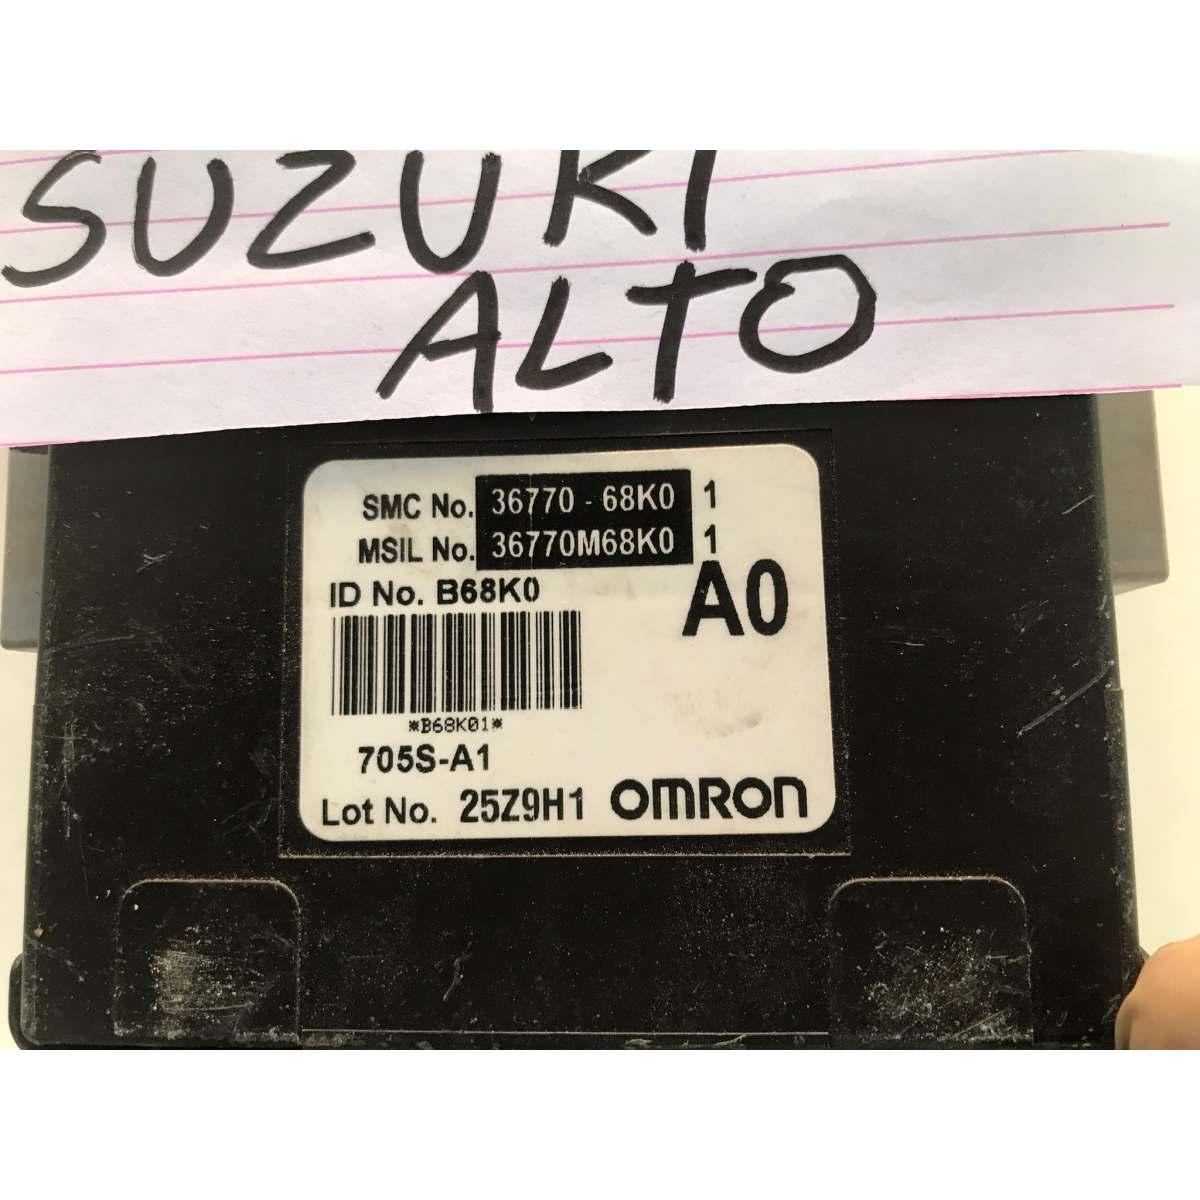 SUZUKI
ALTO
SMC No. 36770 - 68K0 1
MSIL No. 36770M68K0 1
ID No. B68K0
A0
*B68K01*
705S-A1
Lot No. 25Z9H1 OMRON